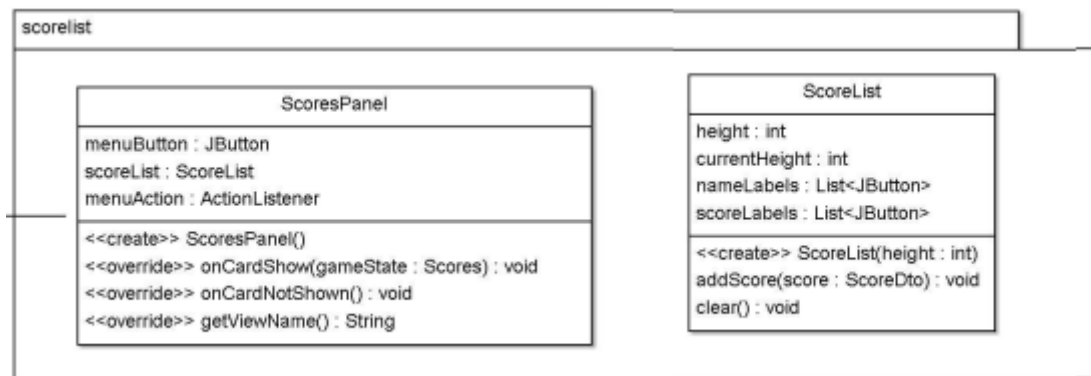 scorelist
ScoresPanel
menuButton : JButton
scoreList : ScoreList
menuAction : ActionListener
<<create>> ScoresPanel()
<<override>> onCardShow(gameState : Scores) : void
<<override>> onCardNotShown() : void
<<override>> getViewName() : String
ScoreList
height : int
currentHeight : int
nameLabels : List<JButton>
scoreLabels : List<JButton>
<<create>> ScoreList(height : int)
addScore(score : ScoreDto) : void
clear() : void